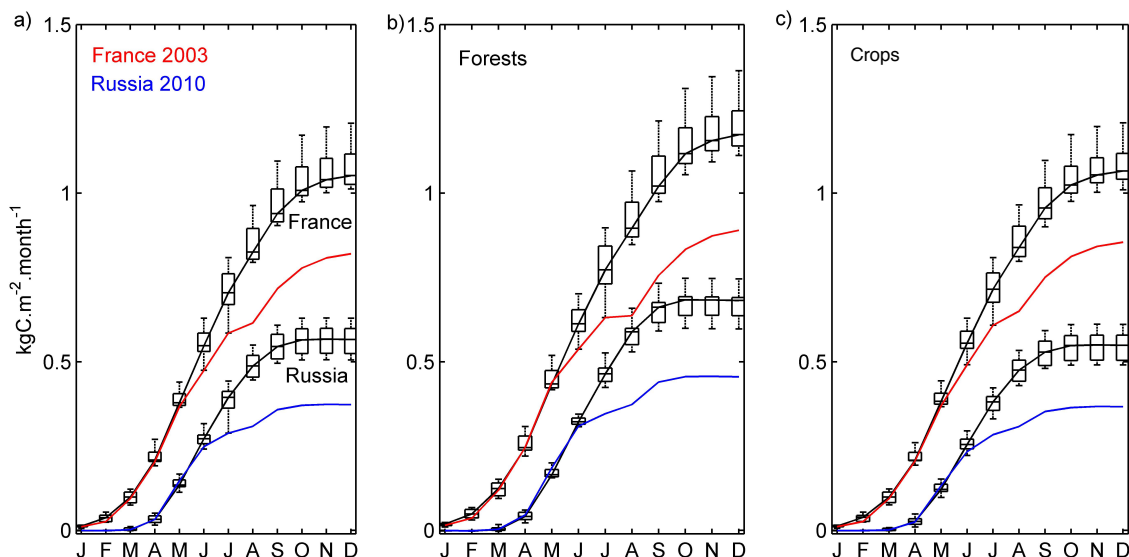 a)
b)
c)
1.5
1
0.5
0
kgC.m-2.month-1
France 2003
Russia 2010
France
Russia
J F M A M J J A S O N D
1.5
1
0.5
0
Forests
J F M A M J J A S O N D
1.5
1
0.5
0
Crops
J F M A M J J A S O N D